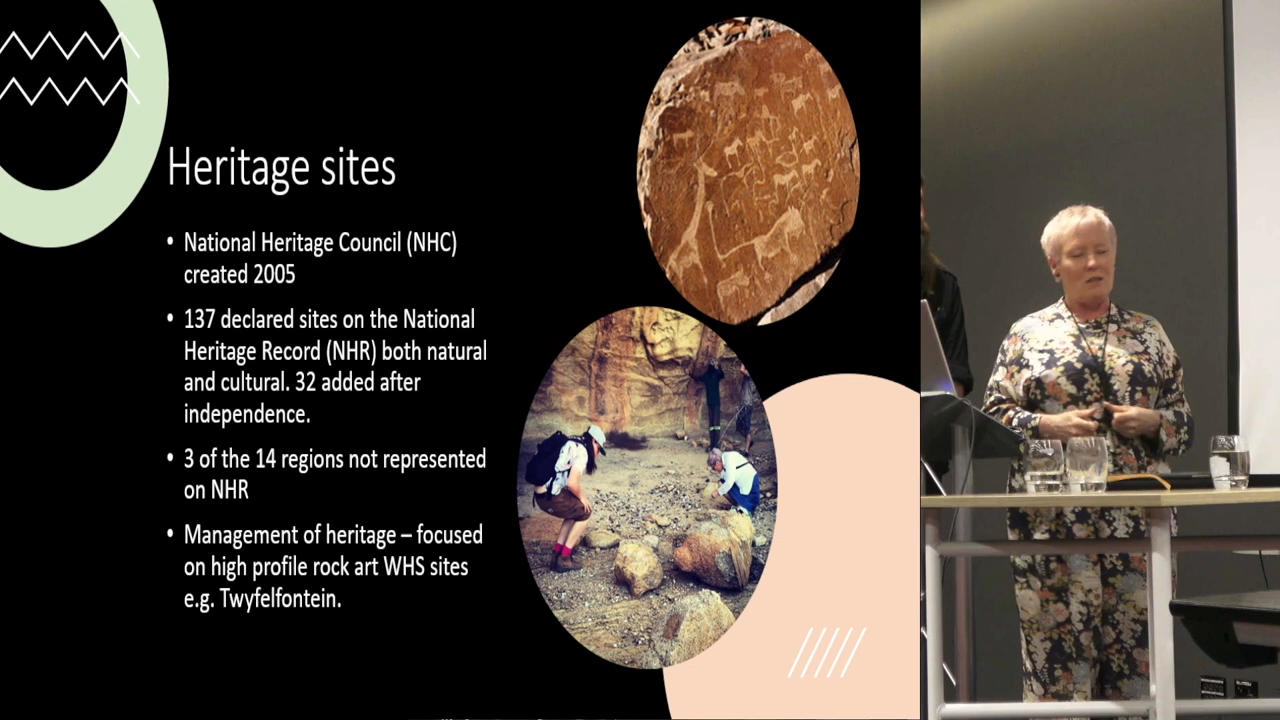 Heritage sites
• National Heritage Council (NHC)
created 2005
• 137 declared sites on the National
Heritage Record (NHR) both natural
and cultural. 32 added after
independence.
• 3 of the 14 regions not represented
on NHR
• Management of heritage – focused
on high profile rock art WHS sites
e.g. Twyfelfontein.